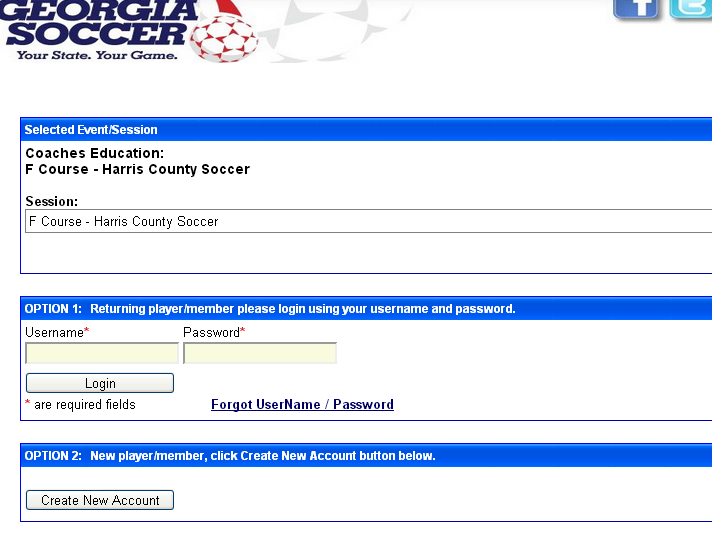 GEORGIA
SOCCER
Your State. Your Game.
Selected Event/Session
Coaches Education:
F Course - Harris County Soccer
Session:
F Course - Harris County Soccer
OPTION 1: Returning player/member please login using your username and password.
Username* Password*
Login
* are required fields Forgot UserName / Password
OPTION 2: New player/member, click Create New Account button below.
Create New Account